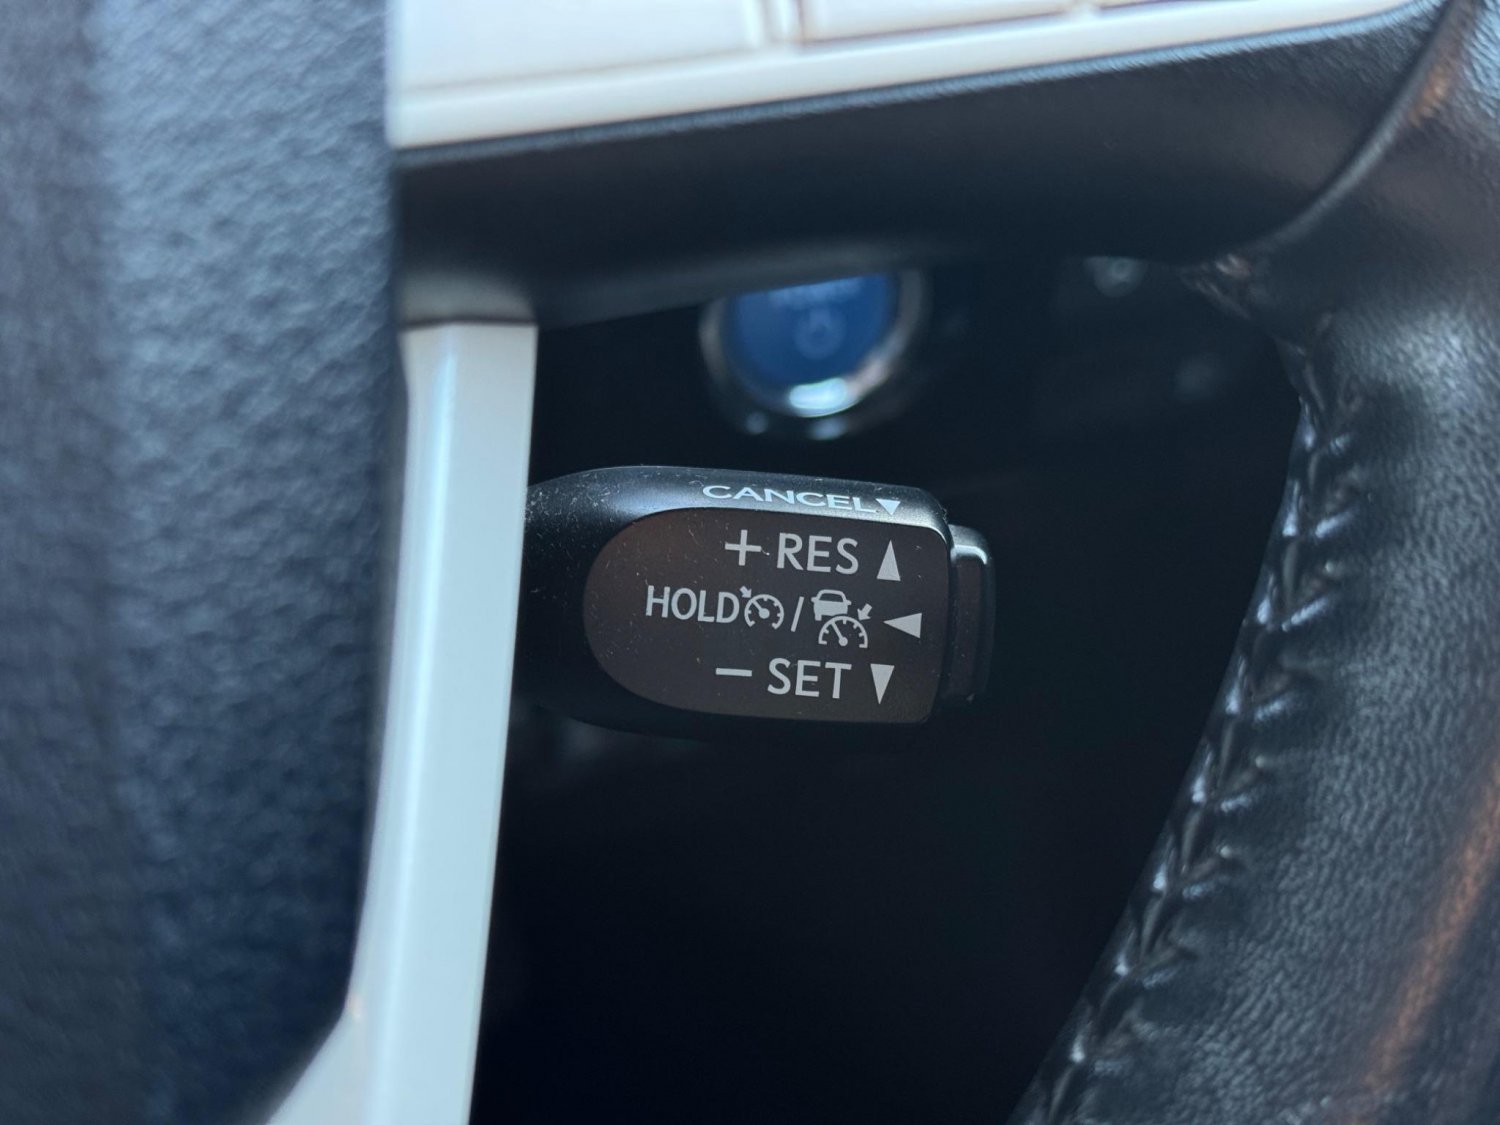 CANCEL▼
+ RES ▲
HOLD / ◀
− SET ▼